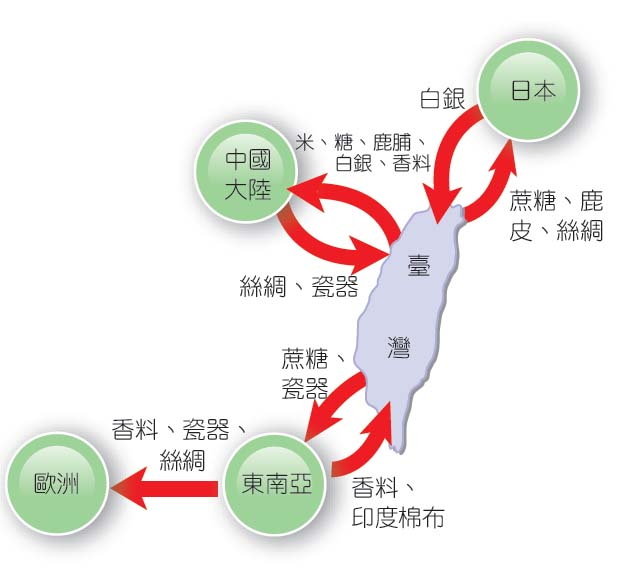 日本
白銀
米、糖、鹿脯、
白銀、香料
中國
大陸
蔗糖、鹿
皮、絲綢
絲綢、瓷器
臺
灣
蔗糖、
瓷器
香料、瓷器、
絲綢
歐洲
東南亞
香料、
印度棉布